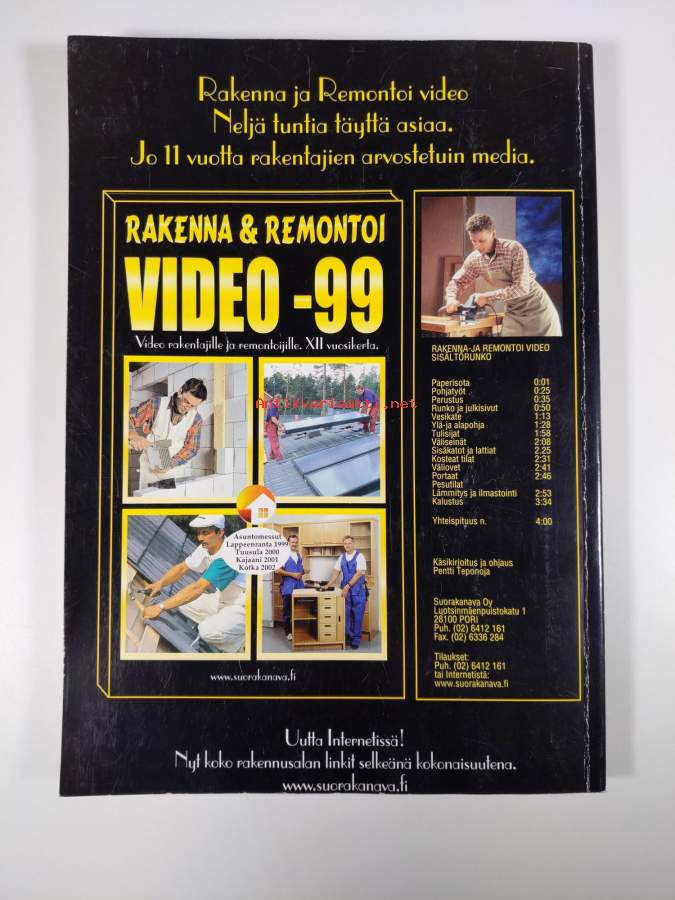 Rakenna ja Remontoi video
Neljä tuntia täyttä asiaa.
Jo 11 vuotta rakentajien arvostetuin media.
RAKENNA & REMONTOI
VIDEO -99
Video rakentajille ja remontoijille. XII vuosikerta.
Antikvariaatti.net
Asuntomessut
Lappeenranta 1999
Tuusula 2000
Kajaani 2001
Kotka 2002
www.suorakanava.fi
RAKENNA-JA REMONTOI VIDEO
SISÄLTÖRUNKO
Paperisota 0:01
Pohjatyöt 0:25
Perustus 0:35
Runko ja julkisivut 0:50
Vesikate 1:13
Ylä-ja alapohja 1:28
Tulisijat 1:58
Väliseinät 2:08
Sisäkatot ja lattiat 2.25
Kosteat tilat 2:31
Väliovet 2:41
Portaat 2:46
Pesutilat
Lämmitys ja ilmastointi 2:53
Kalustus 3:34
Yhteispituus n. 4:00
Käsikirjoitus ja ohjaus
Pentti Teponoja
Suorakanava Oy
Luotsinmäenpuistokatu 1
28100 PORI
Puh. (02) 6412 161
Fax. (02) 6336 284
Tilaukset:
Puh. (02) 6412 161
tai Internetistä:
www.suorakanava.fi
Uutta Internetissä!
Nyt koko rakennusalan linkit selkeänä kokonaisuutena.
www.suorakanava.fi